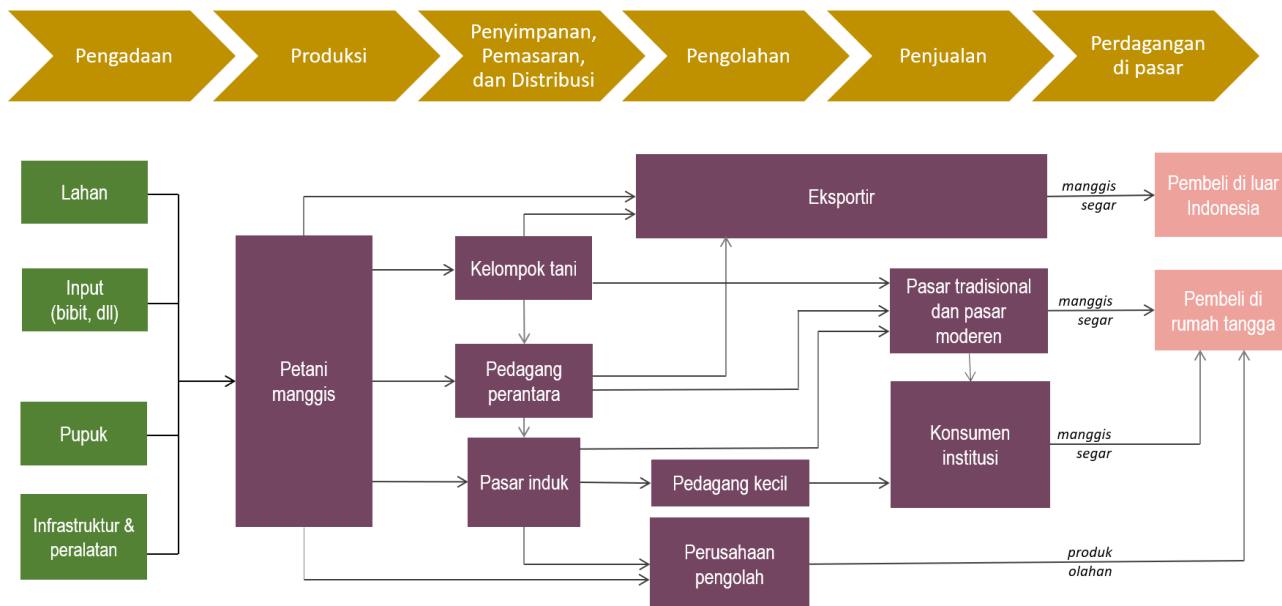 Pengadaan
Produksi
Penyimpanan,
Pemasaran,
dan Distribusi
Pengolahan
Penjualan
Perdagangan
di pasar
Lahan
Input
(bibit, dll)
Pupuk
Infrastruktur &
peralatan
Petani
manggis
Kelompok tani
Pedagang
perantara
Pasar induk
Eksportir
Pedagang kecil
Perusahaan
pengolah
Pasar tradisional
dan pasar
moderen
Konsumen
institusi
manggis
segar
manggis
segar
manggis
segar
produk
olahan
Pembeli di luar
Indonesia
Pembeli di
rumah tangga